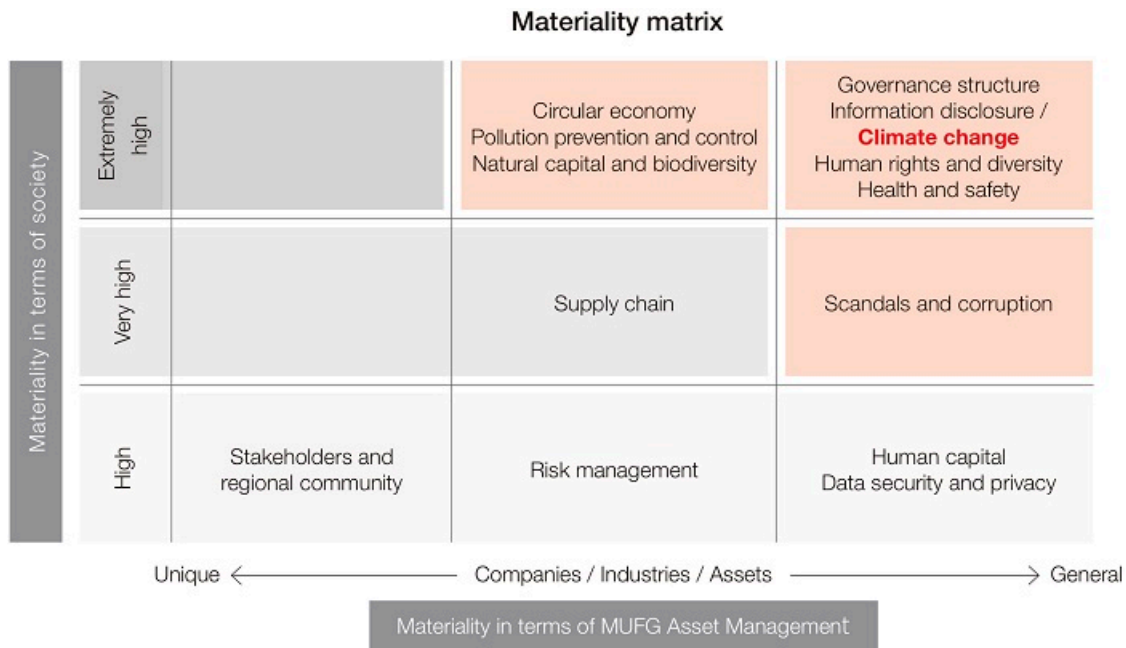 Materiality matrix
Materiality in terms of society
Extremely
high
Circular economy
Pollution prevention and control
Natural capital and biodiversity
Governance structure
Information disclosure /
Climate change
Human rights and diversity
Health and safety
Very high
Supply chain
Scandals and corruption
High
Stakeholders and
regional community
Risk management
Human capital
Data security and privacy
Unique
Companies / Industries / Assets
General
Materiality in terms of MUFG Asset Management